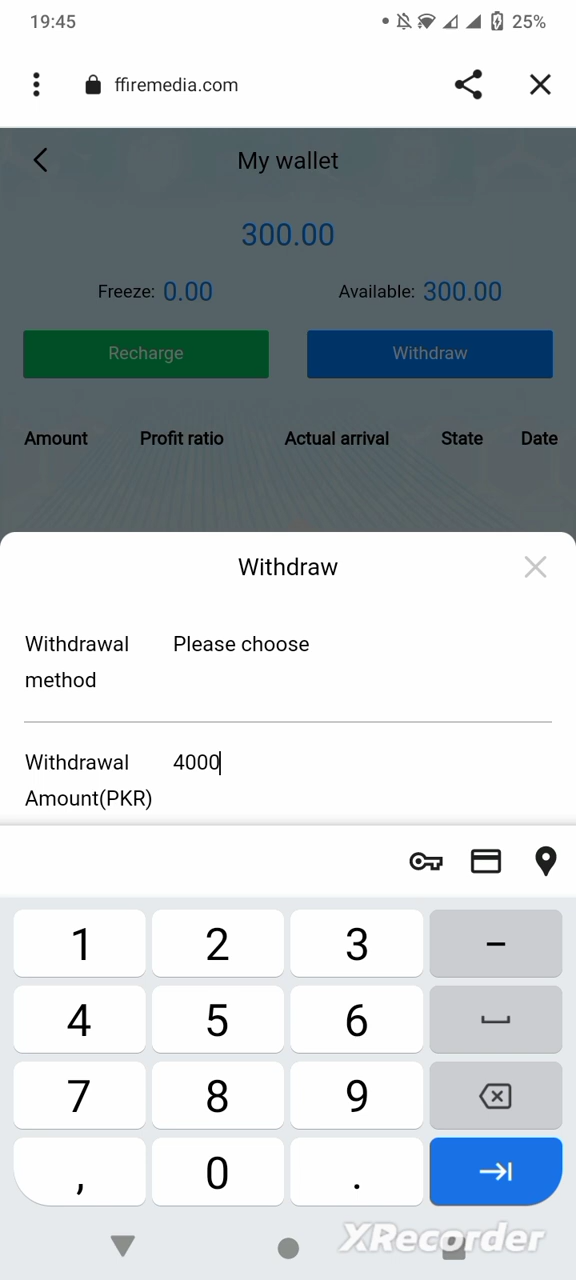 19:45 25%
ffiremedia.com
My wallet
300.00
Freeze: 0.00 Available: 300.00
Recharge Withdraw
Amount Profit ratio Actual arrival State Date
Withdraw
Withdrawal method Please choose
Withdrawal Amount(PKR) 4000
1 2 3 –
4 5 6
7 8 9
, 0 .
XRecorder